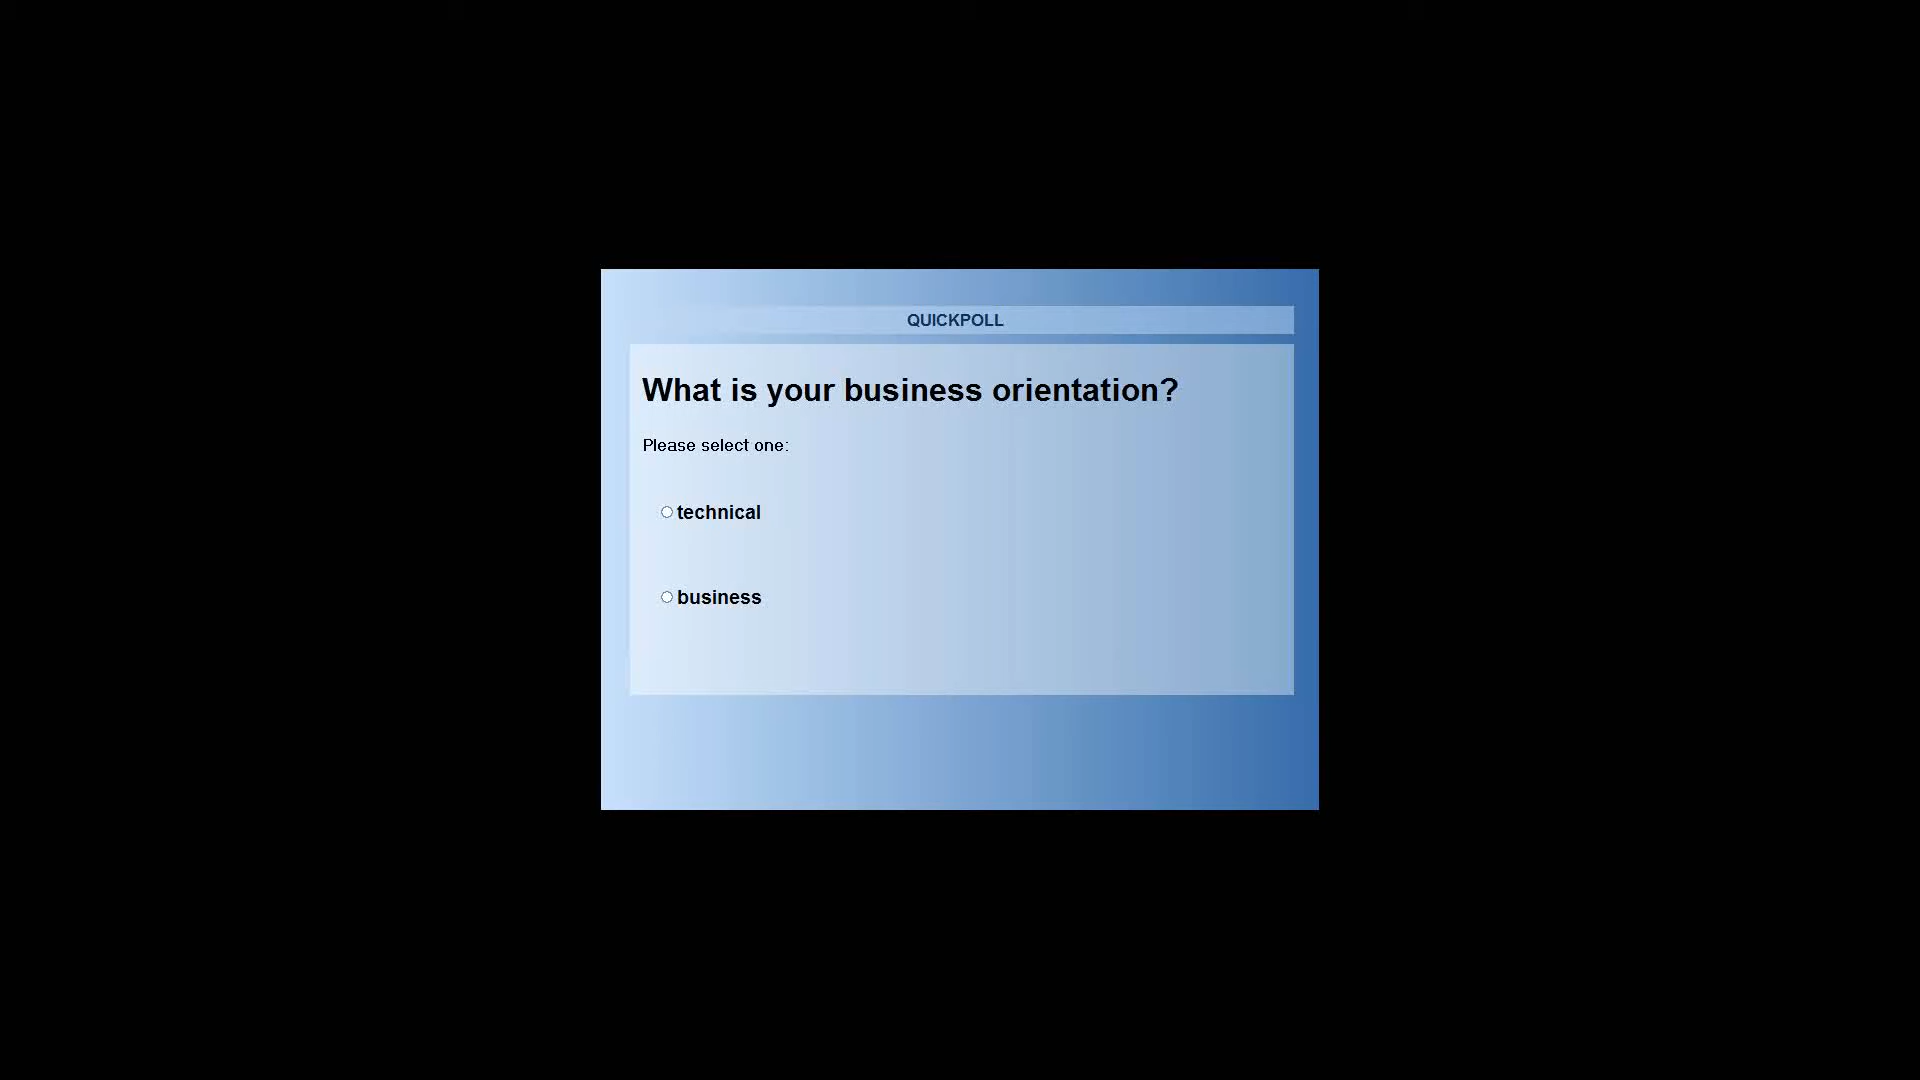 QUICKPOLL
What is your business orientation?
Please select one:
technical
business